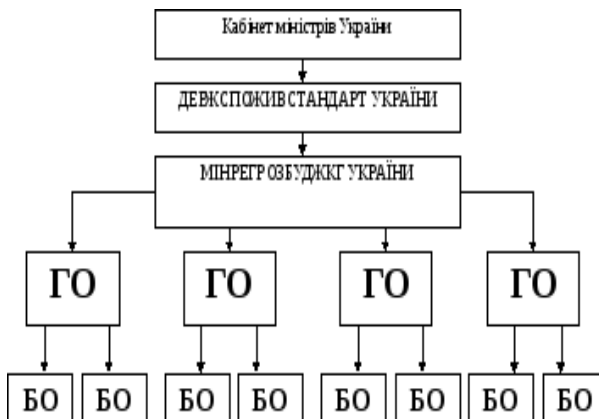 Кабінет міністрів України
ДЕРЖСПОЖИВСТАНДАРТ УКРАЇНИ
МІНРЕГРОЗБУДЖКГ УКРАЇНИ
ГО ГО ГО ГО
БО БО БО БО БО БО БО БО